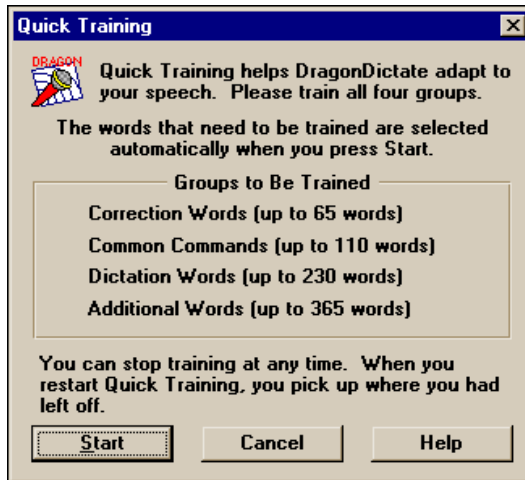 Quick Training
DRAGON
Quick Training helps DragonDictate adapt to
your speech. Please train all four groups.
The words that need to be trained are selected
automatically when you press Start.
Groups to Be Trained
Correction Words (up to 65 words)
Common Commands (up to 110 words)
Dictation Words (up to 230 words)
Additional Words (up to 365 words)
You can stop training at any time. When you
restart Quick Training, you pick up where you had
left off.
Start Cancel Help